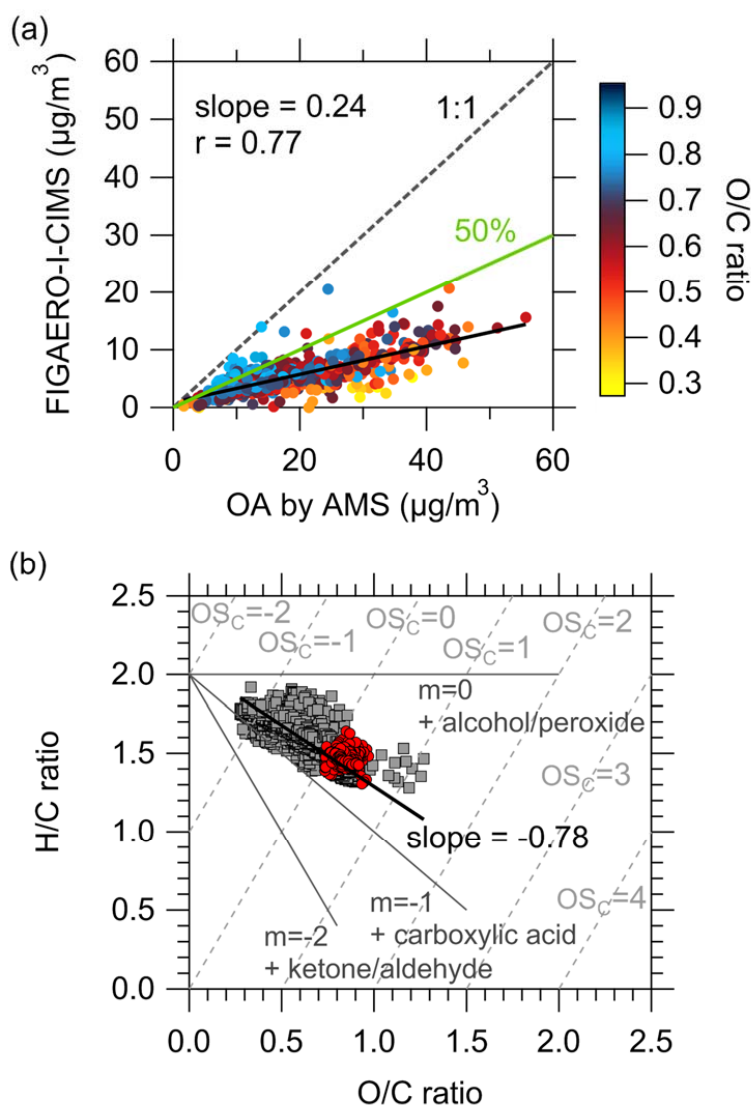 (a)
60
50
40
30
20
10
0
FIGAERO-I-CIMS (µg/m³)
slope = 0.24
r = 0.77
1:1
50%
0 20 40 60
OA by AMS (µg/m³)
0.9
0.8
0.7
0.6
0.5
0.4
0.3
O/C ratio
(b)
2.5
2.0
1.5
1.0
0.5
0.0
H/C ratio
OSC=-2
OSC=-1
OSC=0
OSC=1
OSC=2
m=0
+ alcohol/peroxide
OSC=3
slope = -0.78
OSC=4
m=-1
+ carboxylic acid
m=-2
+ ketone/aldehyde
0.0 0.5 1.0 1.5 2.0 2.5
O/C ratio